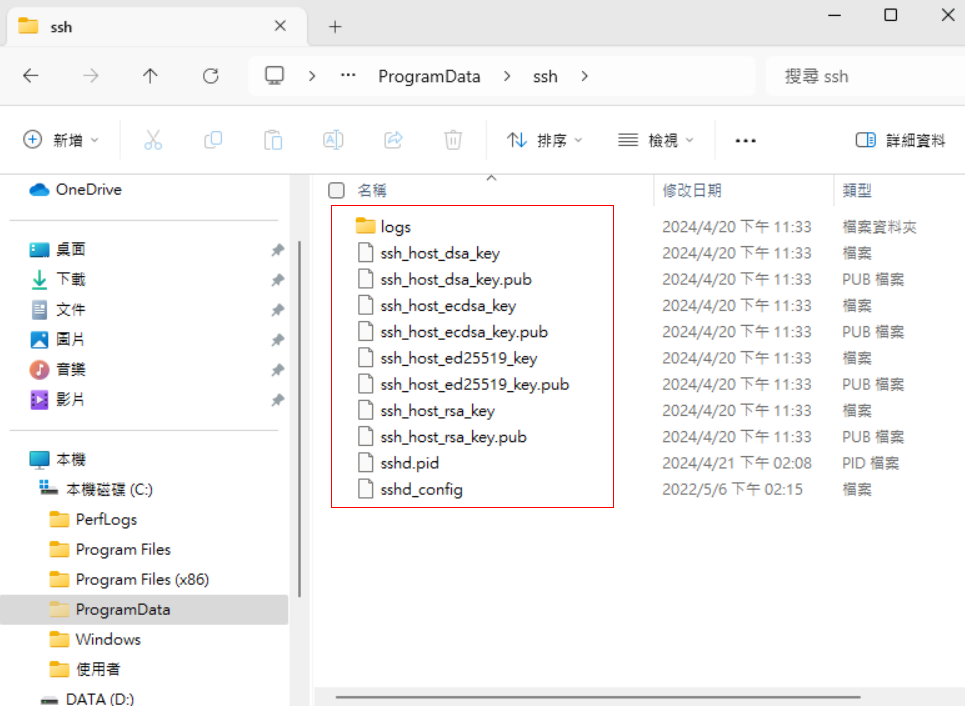 ssh
ProgramData > ssh >
搜尋 ssh
新增
排序
檢視
詳細資料
OneDrive
桌面
下載
文件
圖片
音樂
影片
本機
本機磁碟 (C:)
PerfLogs
Program Files
Program Files (x86)
ProgramData
Windows
使用者
DATA (D:)
名稱 修改日期 類型
logs 2024/4/20 下午 11:33 檔案資料夾
ssh_host_dsa_key 2024/4/20 下午 11:33 檔案
ssh_host_dsa_key.pub 2024/4/20 下午 11:33 PUB 檔案
ssh_host_ecdsa_key 2024/4/20 下午 11:33 檔案
ssh_host_ecdsa_key.pub 2024/4/20 下午 11:33 PUB 檔案
ssh_host_ed25519_key 2024/4/20 下午 11:33 檔案
ssh_host_ed25519_key.pub 2024/4/20 下午 11:33 PUB 檔案
ssh_host_rsa_key 2024/4/20 下午 11:33 檔案
ssh_host_rsa_key.pub 2024/4/20 下午 11:33 PUB 檔案
sshd.pid 2024/4/21 下午 02:08 PID 檔案
sshd_config 2022/5/6 下午 02:15 檔案